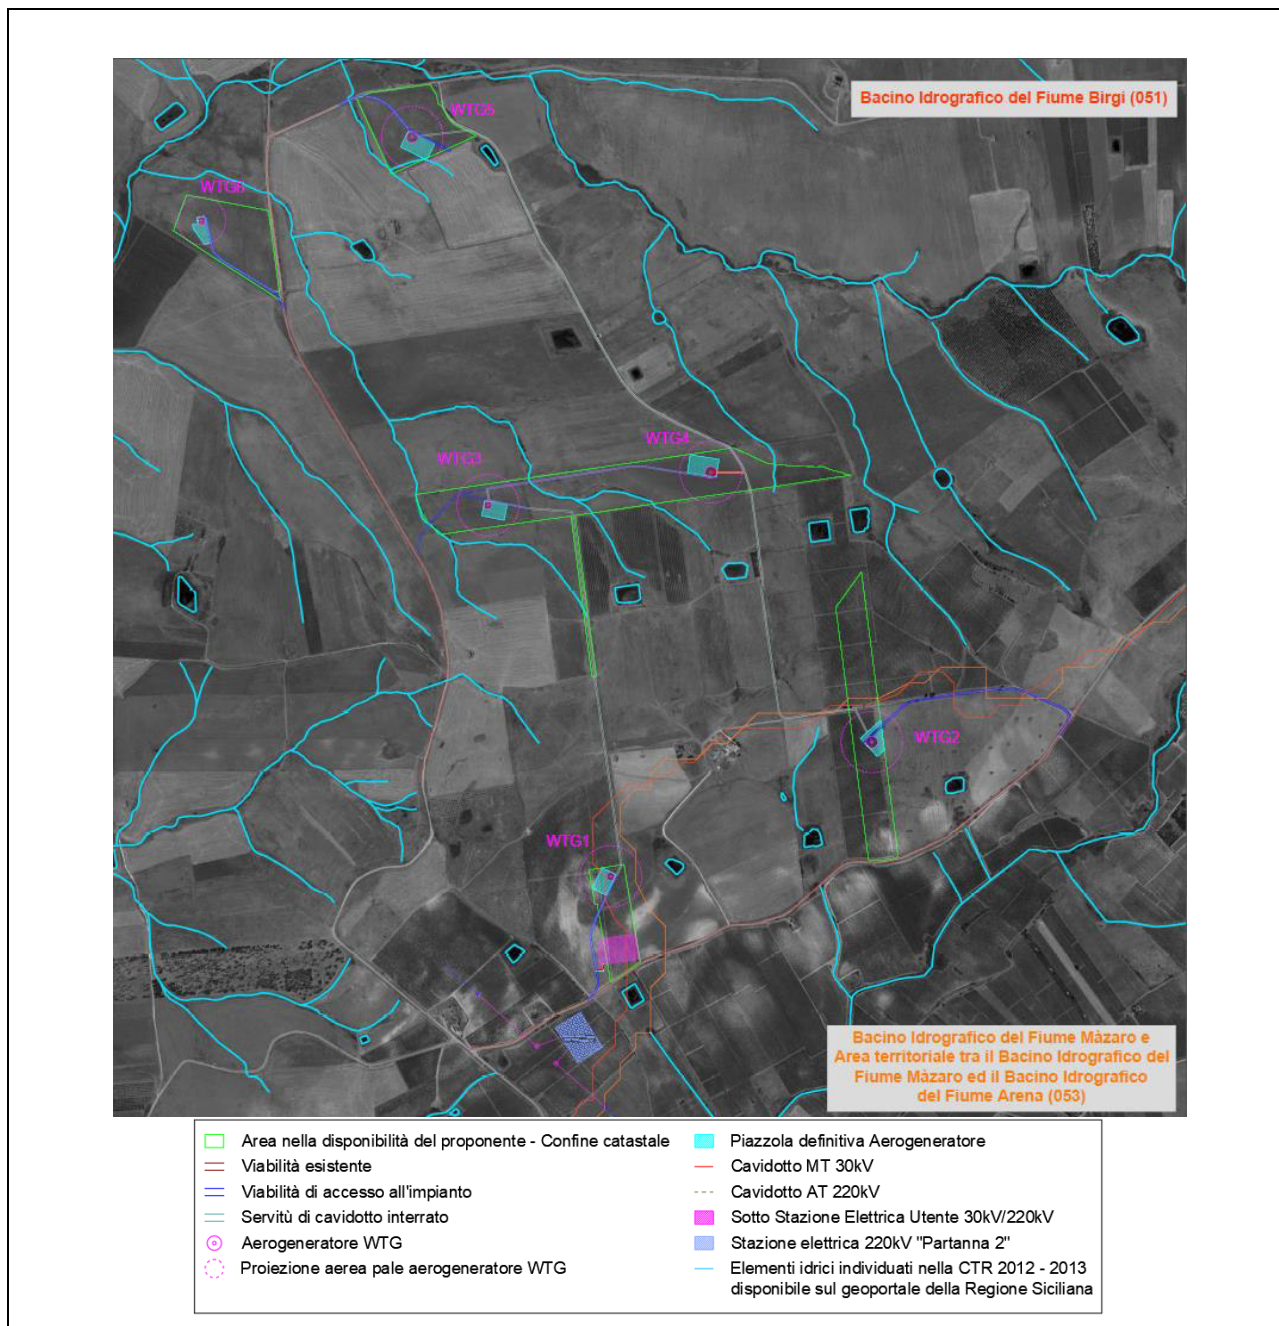 Bacino Idrografico del Fiume Birgi (051)
WTG5
WTG6
WTG4
WTG3
WTG2
WTG1
Bacino Idrografico del Fiume Màzaro e
Area territoriale tra il Bacino Idrografico del
Fiume Màzaro ed il Bacino Idrografico
del Fiume Arena (053)
Area nella disponibilità del proponente - Confine catastale
Viabilità esistente
Viabilità di accesso all'impianto
Servitù di cavidotto interrato
Aerogeneratore WTG
Proiezione aerea pale aerogeneratore WTG
Piazzola definitiva Aerogeneratore
Cavidotto MT 30kV
Cavidotto AT 220kV
Sotto Stazione Elettrica Utente 30kV/220kV
Stazione elettrica 220kV "Partanna 2"
Elementi idrici individuati nella CTR 2012 - 2013
disponibile sul geoportale della Regione Siciliana